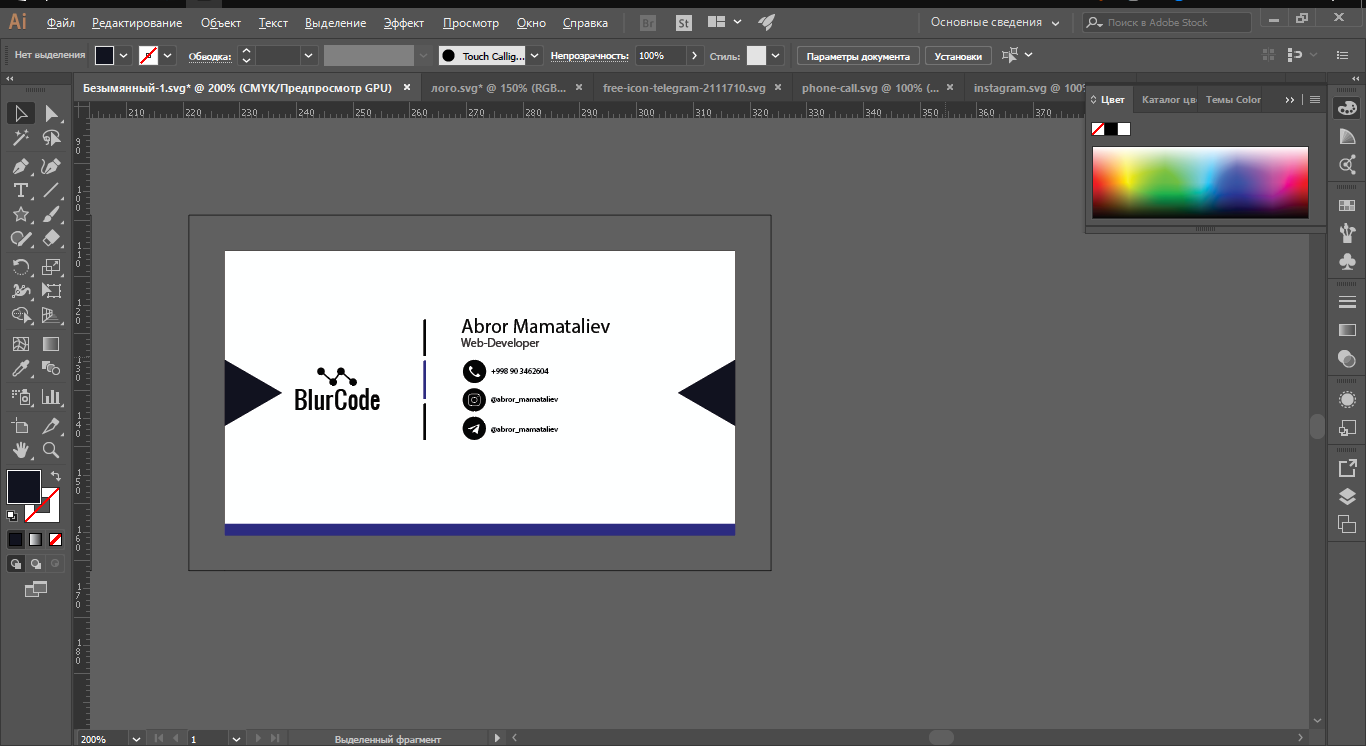 Ai Файл Редактирование Объект Текст Выделение Эффект Просмотр Окно Справка Br St Основные сведения Поиск в Adobe Stock
Нет выделения Обводка: Touch Callig... Непрозрачность: 100% Стиль: Параметры документа Установки
Безымянный-1.svg* @ 200% (CMYK/Предпросмотр GPU) × лого.svg* @ 150% (RGB... × free-icon-telegram-2111710.svg × phone-call.svg @ 100% (... × instagram.svg @ 100%
210 220 230 240 250 260 270 280 290 300 310 320 330 340 350 360 370
Цвет Каталог цв Темы Color
90
100
110
120
130
140
150
160
170
180
Abror Mamataliev
Web-Developer
+998 90 3462604
@abror_mamataliev
@abror_mamataliev
BlurCode
200% 1 Выделенный фрагмент